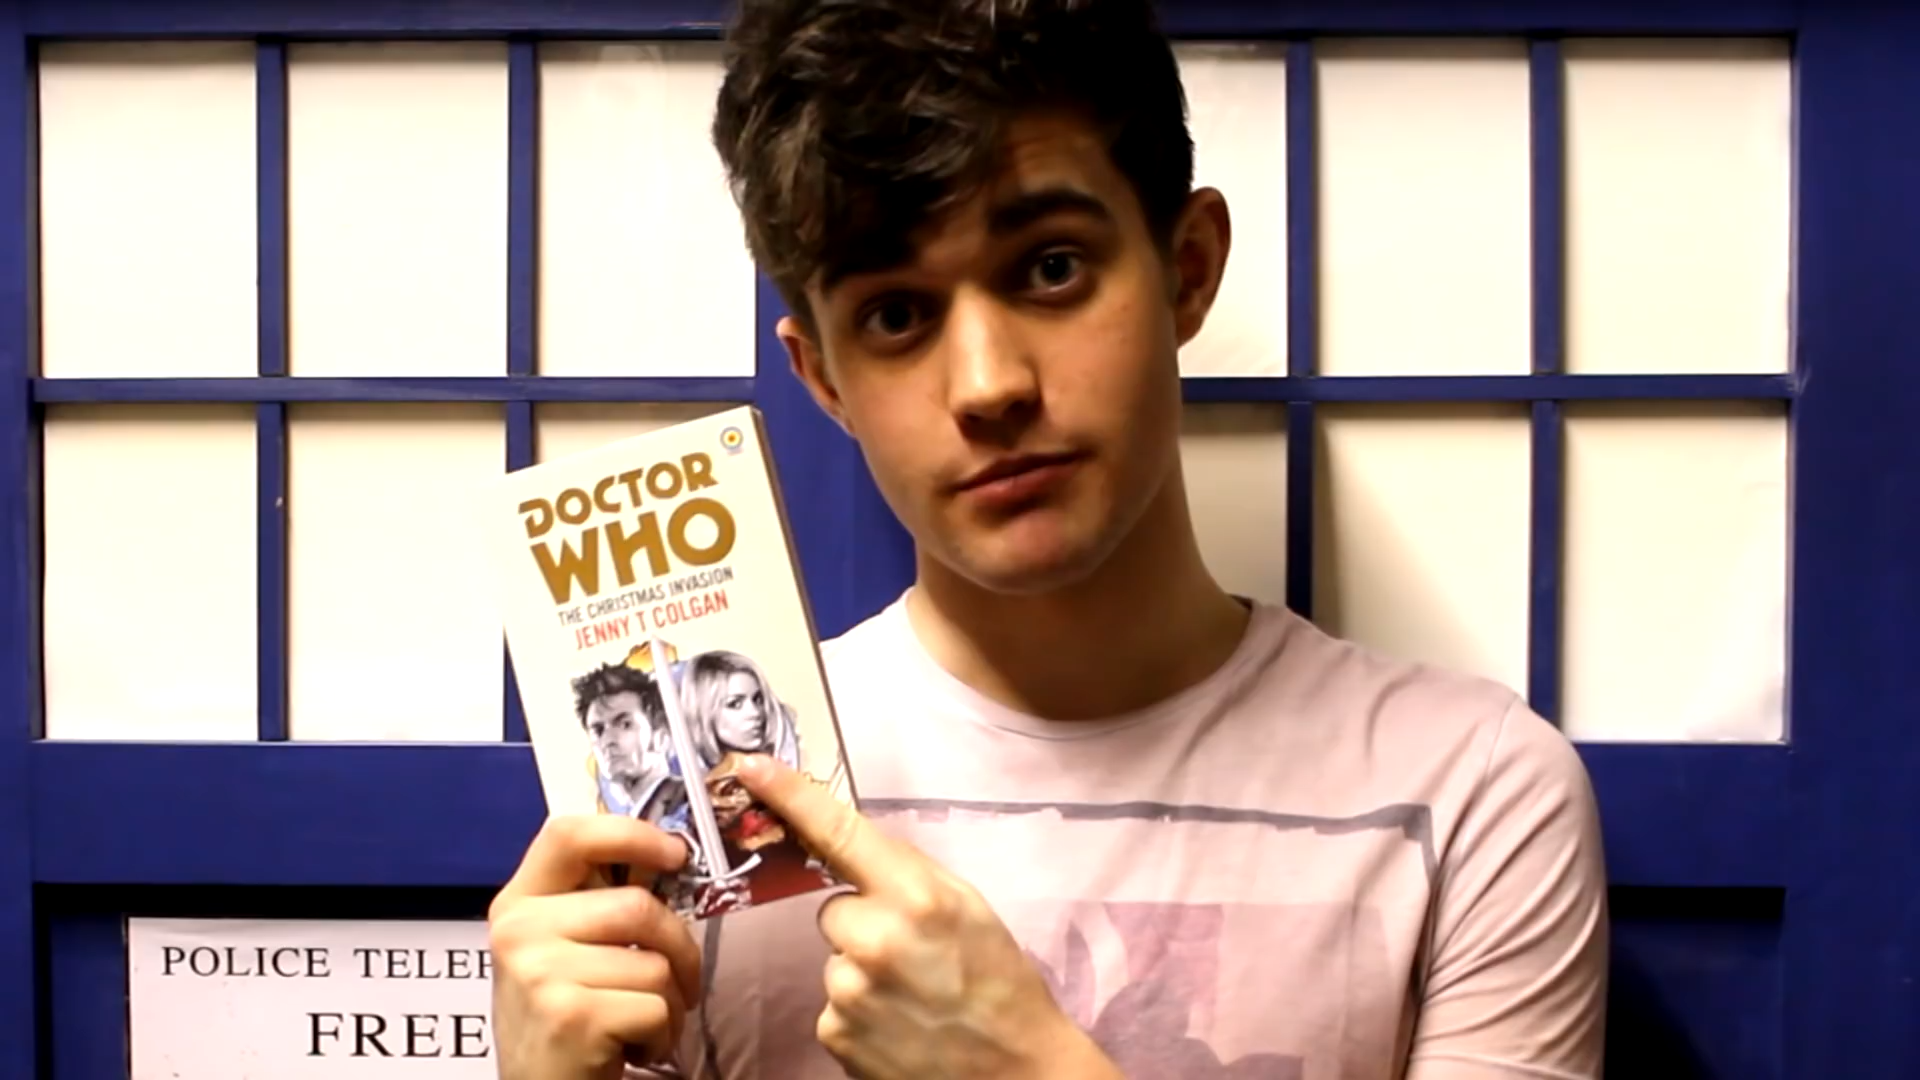 DOCTOR
WHO
THE CHRISTMAS INVASION
JENNY T COLGAN
POLICE TELEP
FREE